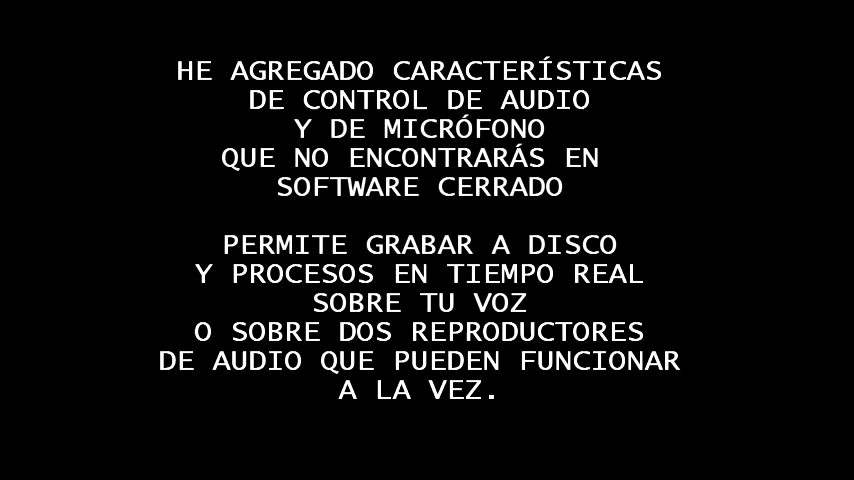 HE AGREGADO CARACTERÍSTICAS
DE CONTROL DE AUDIO
Y DE MICRÓFONO
QUE NO ENCONTRARÁS EN
SOFTWARE CERRADO
PERMITE GRABAR A DISCO
Y PROCESOS EN TIEMPO REAL
SOBRE TU VOZ
O SOBRE DOS REPRODUCTORES
DE AUDIO QUE PUEDEN FUNCIONAR
A LA VEZ.